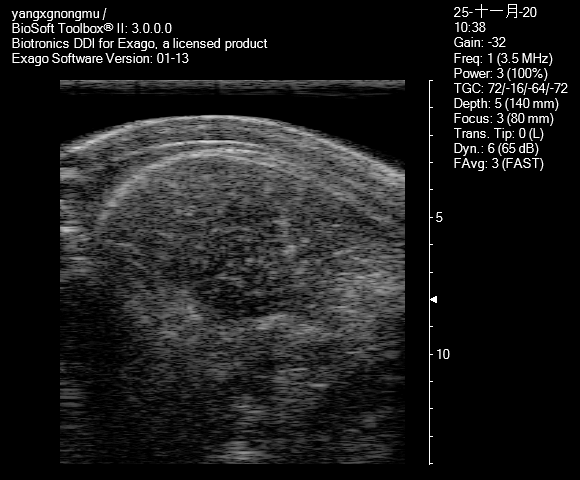 yangxgnongmu /
BioSoft Toolbox® II: 3.0.0.0
Biotronics DDI for Exago, a licensed product
Exago Software Version: 01-13
25-十一月-20
10:38
Gain: -32
Freq: 1 (3.5 MHz)
Power: 3 (100%)
TGC: 72/-16/-64/-72
Depth: 5 (140 mm)
Focus: 3 (80 mm)
Trans. Tip: 0 (L)
Dyn.: 6 (65 dB)
FAvg: 3 (FAST)
5
10